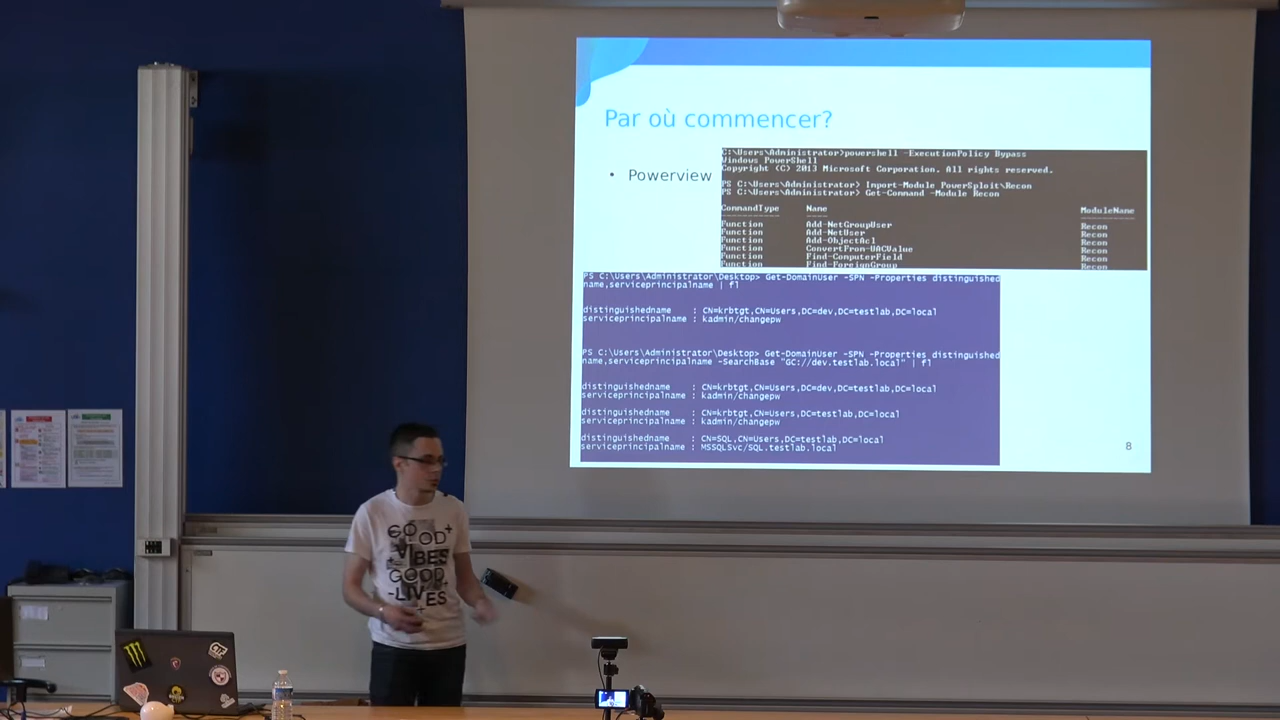 Par où commencer?
• Powerview
C:\Users\Administrator>powershell -ExecutionPolicy Bypass
Windows PowerShell
Copyright (C) 2013 Microsoft Corporation. All rights reserved.
PS C:\Users\Administrator> Import-Module PowerSploit\Recon
PS C:\Users\Administrator> Get-Command -Module Recon
CommandType Name ModuleName
Function Add-NetGroupUser Recon
Function Add-NetUser Recon
Function Add-ObjectAcl Recon
Function ConvertFrom-UACValue Recon
Function Find-ComputerField Recon
Function Find-ForeignGroup Recon
PS C:\Users\Administrator\Desktop> Get-DomainUser -SPN -Properties distinguished
name,serviceprincipalname | fl
distinguishedname : CN=krbtgt,CN=Users,DC=dev,DC=testlab,DC=local
serviceprincipalname : kadmin/changepw
PS C:\Users\Administrator\Desktop> Get-DomainUser -SPN -Properties distinguished
name,serviceprincipalname -SearchBase "GC://dev.testlab.local" | fl
distinguishedname : CN=krbtgt,CN=Users,DC=dev,DC=testlab,DC=local
serviceprincipalname : kadmin/changepw
distinguishedname : CN=krbtgt,CN=Users,DC=testlab,DC=local
serviceprincipalname : kadmin/changepw
distinguishedname : CN=SQL,CN=Users,DC=testlab,DC=local
serviceprincipalname : MSSQLSvc/SQL.testlab.local
8
GOOD
VIBES
GOOD
-LIVES